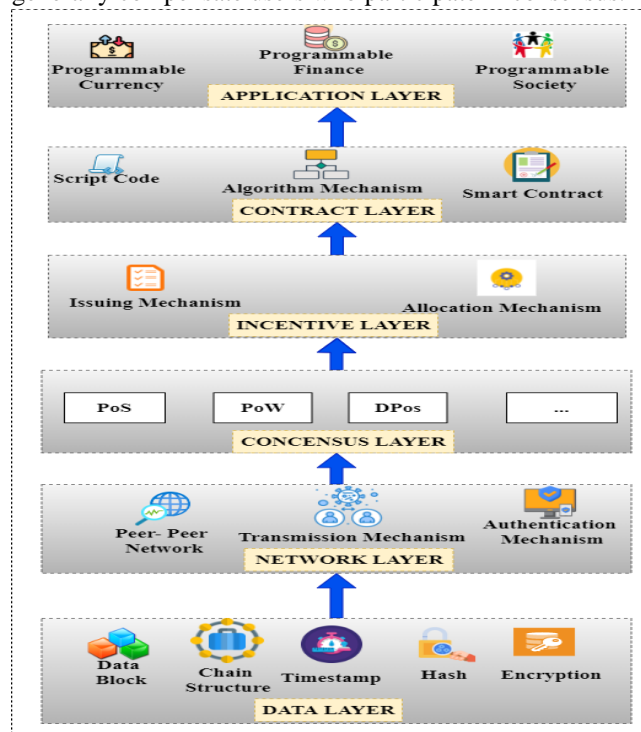 Programmable
Currency
Programmable
Finance
Programmable
Society
APPLICATION LAYER
Script Code
Algorithm Mechanism
Smart Contract
CONTRACT LAYER
Issuing Mechanism
Allocation Mechanism
INCENTIVE LAYER
PoS
PoW
DPos
...
CONCENSUS LAYER
Peer- Peer
Network
Transmission Mechanism
Authentication
Mechanism
NETWORK LAYER
Data
Block
Chain
Structure
Timestamp
Hash
Encryption
DATA LAYER